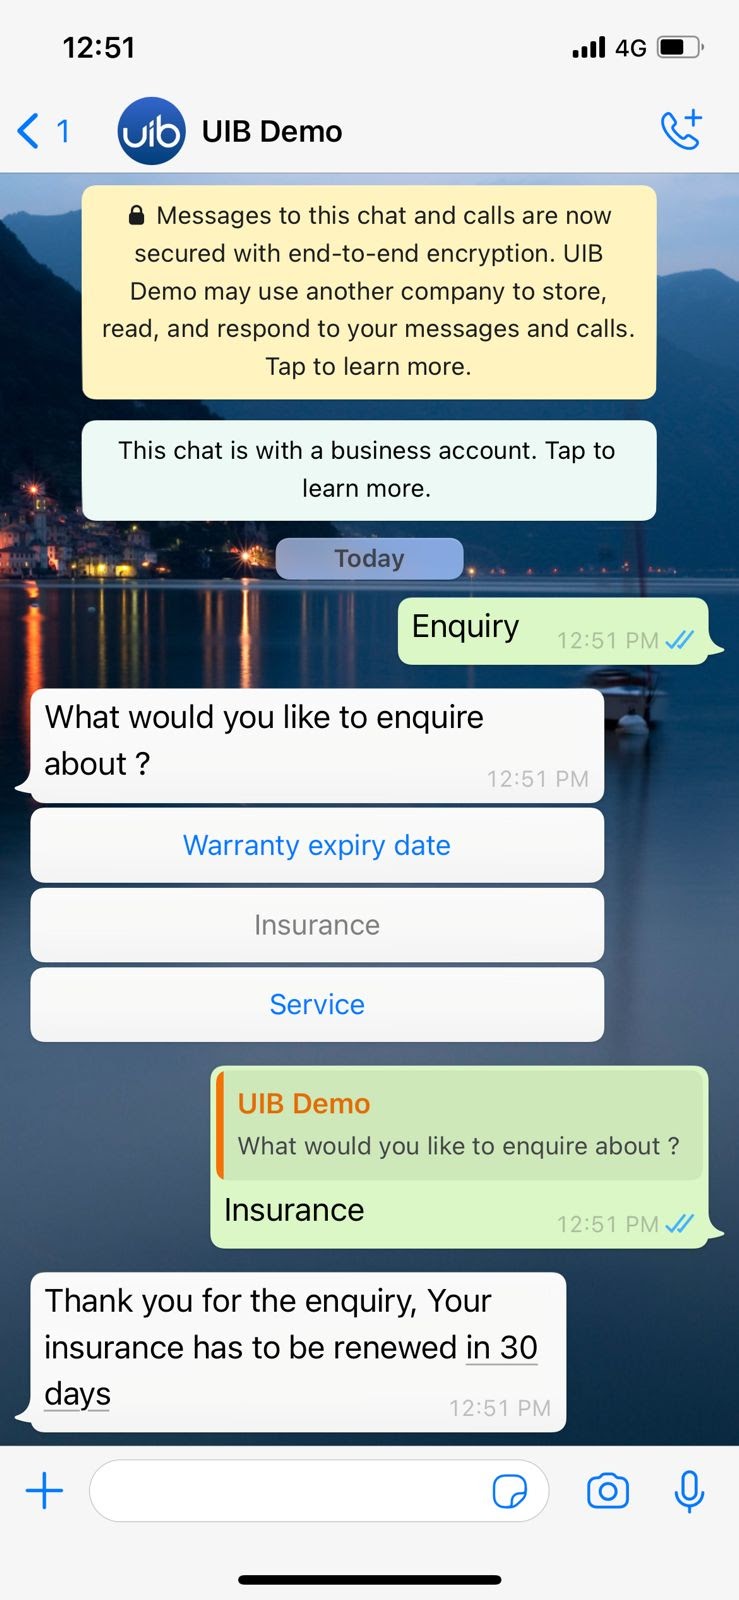 12:51
4G
1
uib
UIB Demo
Messages to this chat and calls are now
secured with end-to-end encryption. UIB
Demo may use another company to store,
read, and respond to your messages and calls.
Tap to learn more.
This chat is with a business account. Tap to
learn more.
Today
Enquiry
12:51 PM
What would you like to enquire
about ?
12:51 PM
Warranty expiry date
Insurance
Service
UIB Demo
What would you like to enquire about ?
Insurance
12:51 PM
Thank you for the enquiry, Your
insurance has to be renewed in 30
days
12:51 PM